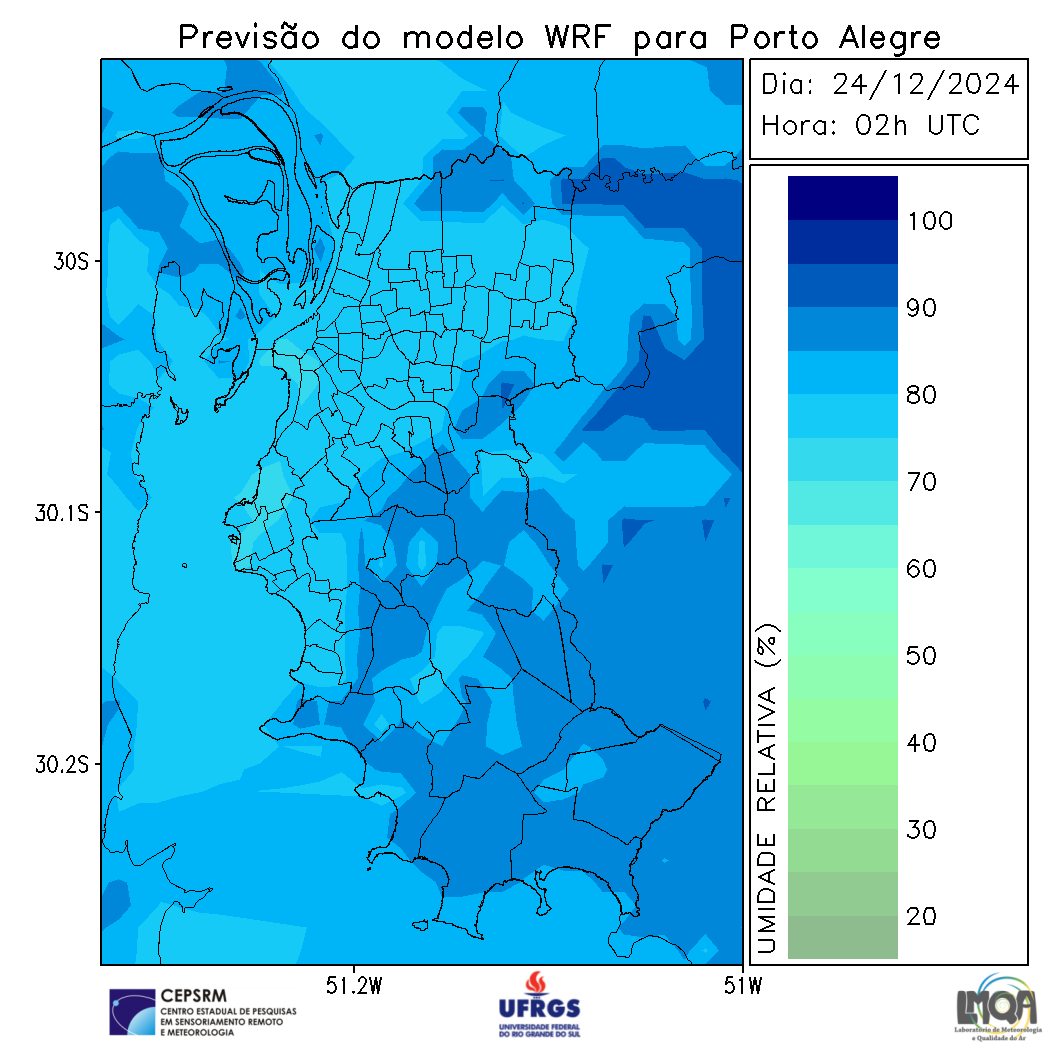 Previsão do modelo WRF para Porto Alegre
Dia: 24/12/2024
Hora: 02h UTC
30S
30.1S
30.2S
51.2W
51W
100
90
80
70
60
50
40
30
20
UMIDADE RELATIVA (%)
CEPSRM
CENTRO ESTADUAL DE PESQUISAS
EM SENSORIAMENTO REMOTO
E METEOROLOGIA
UFRGS
UNIVERSIDADE FEDERAL
DO RIO GRANDE DO SUL
LMQA
Laboratório de Meteorologia
e Qualidade do Ar